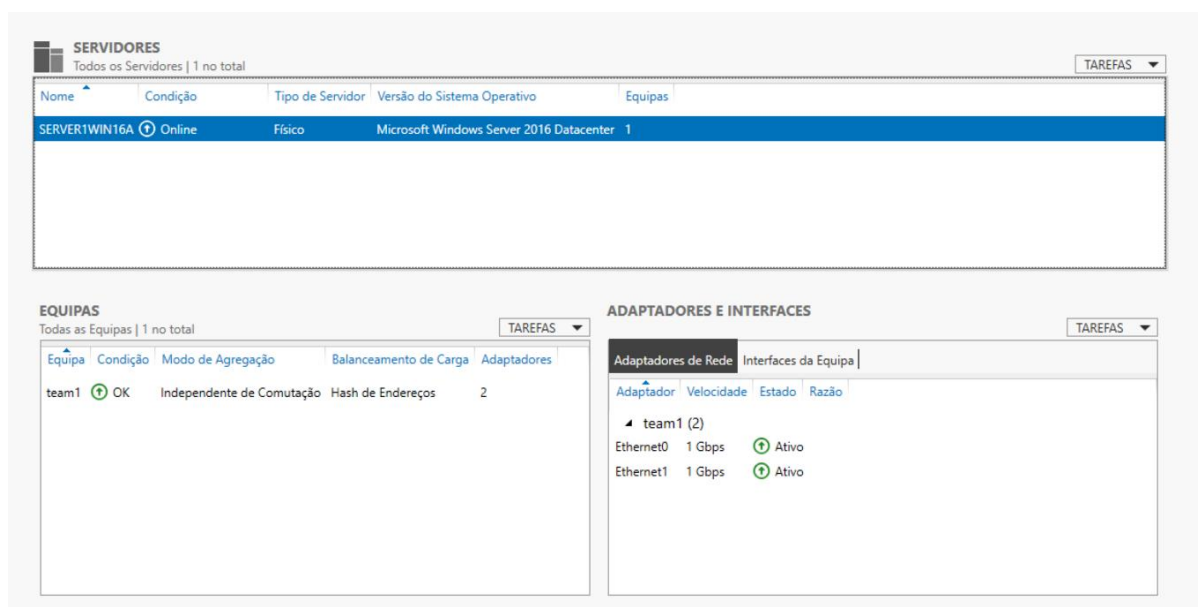 SERVIDORES
Todos os Servidores | 1 no total
TAREFAS
Nome Condição Tipo de Servidor Versão do Sistema Operativo Equipas
SERVER1WIN16A Online Físico Microsoft Windows Server 2016 Datacenter 1
EQUIPAS
Todas as Equipas | 1 no total
TAREFAS
Equipa Condição Modo de Agregação Balanceamento de Carga Adaptadores
team1 OK Independente de Comutação Hash de Endereços 2
ADAPTADORES E INTERFACES
TAREFAS
Adaptadores de Rede Interfaces da Equipa
Adaptador Velocidade Estado Razão
team1 (2)
Ethernet0 1 Gbps Ativo
Ethernet1 1 Gbps Ativo